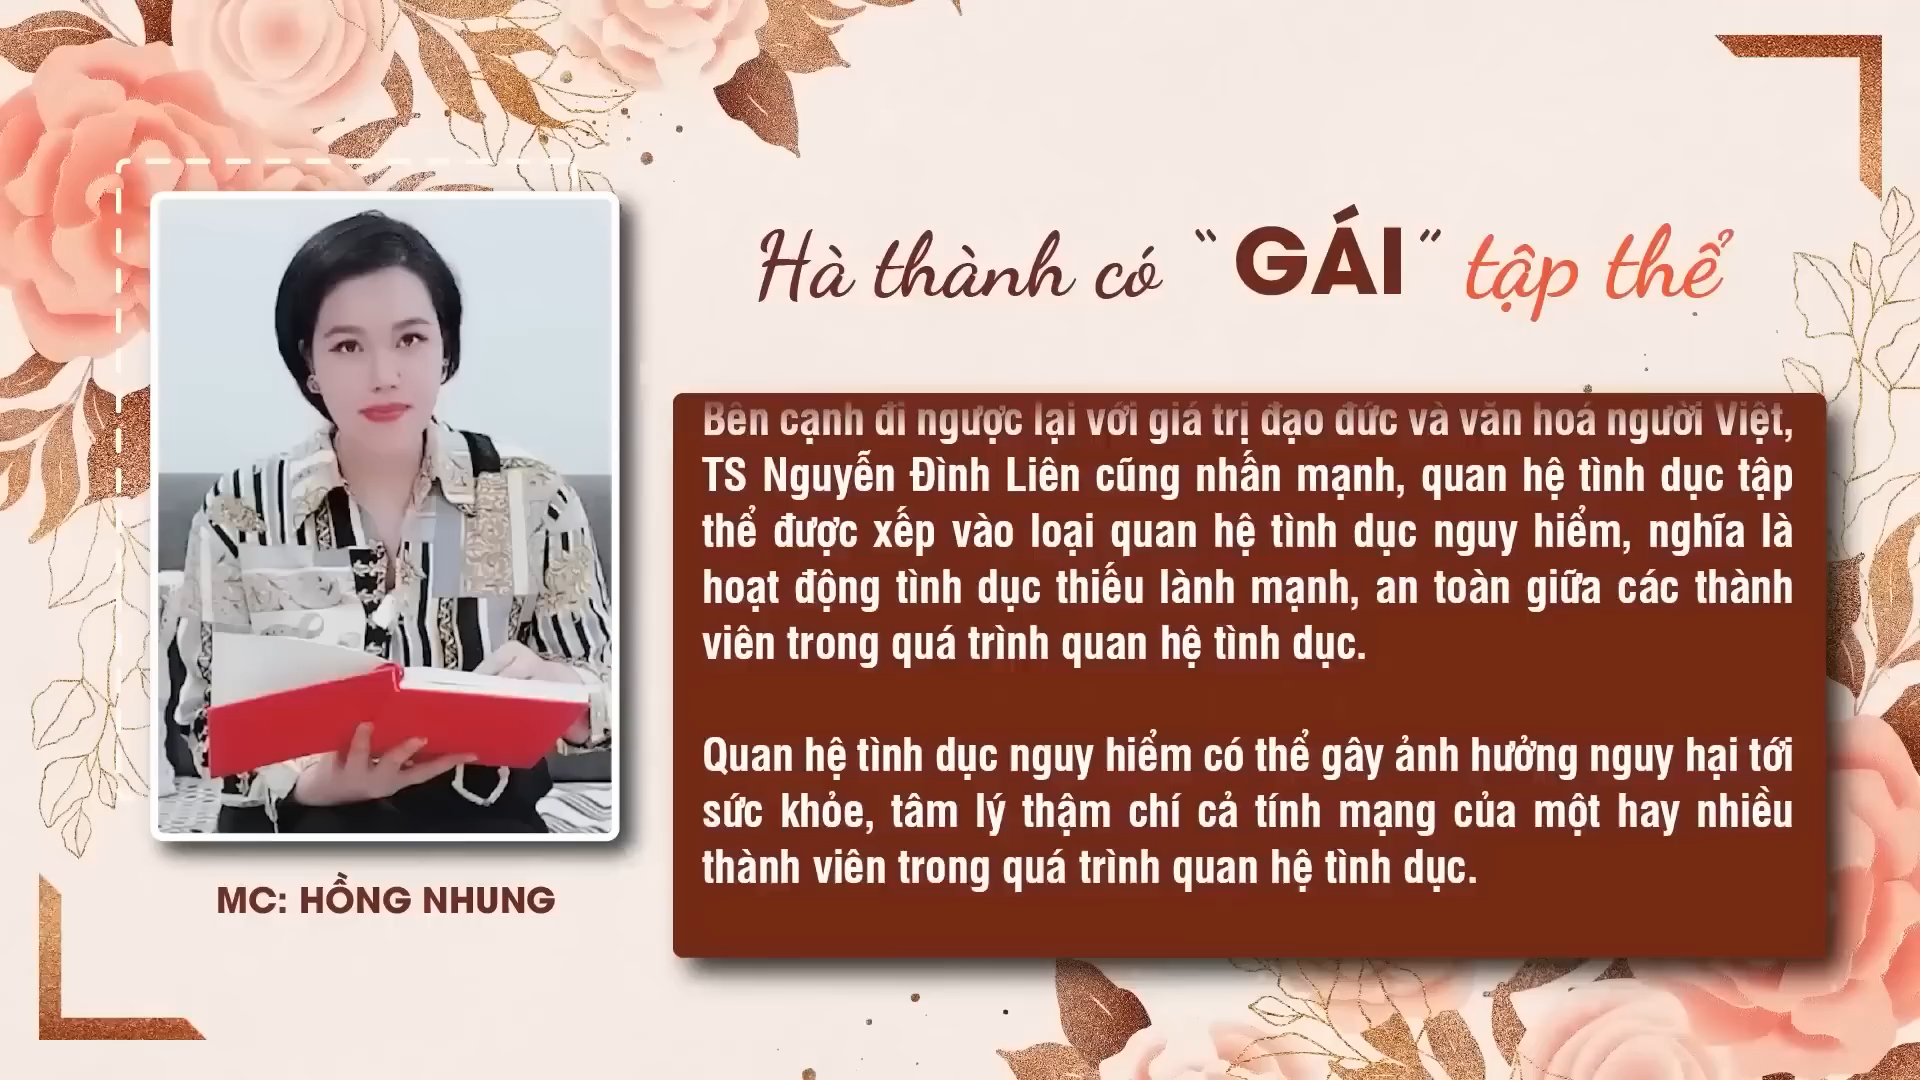 Hà thành có “GÁI” tập thể
Bên cạnh đi ngược lại với giá trị đạo đức và văn hoá người Việt,
TS Nguyễn Đình Liên cũng nhấn mạnh, quan hệ tình dục tập
thể được xếp vào loại quan hệ tình dục nguy hiểm, nghĩa là
hoạt động tình dục thiếu lành mạnh, an toàn giữa các thành
viên trong quá trình quan hệ tình dục.
Quan hệ tình dục nguy hiểm có thể gây ảnh hưởng nguy hại tới
sức khỏe, tâm lý thậm chí cả tính mạng của một hay nhiều
thành viên trong quá trình quan hệ tình dục.
MC: HỒNG NHUNG